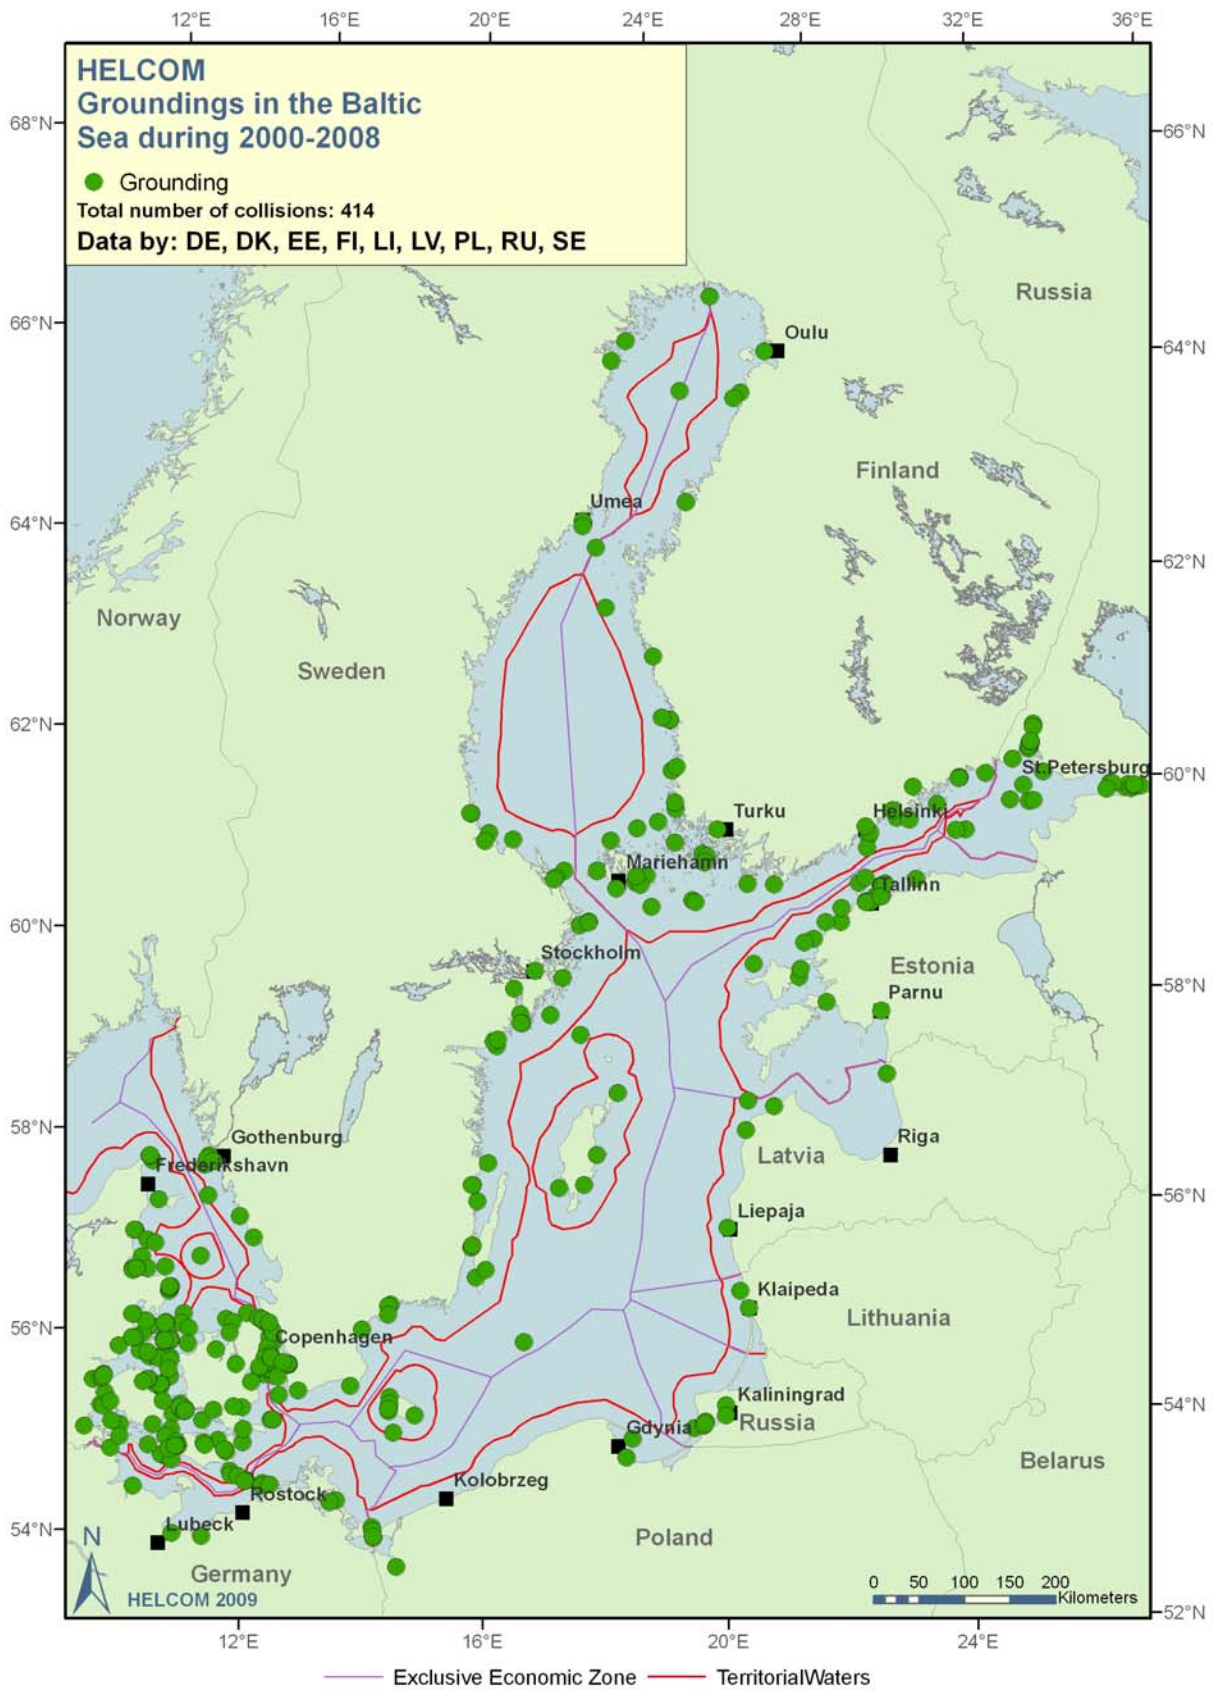 12°E 16°E 20°E 24°E 28°E 32°E 36°E
HELCOM
Groundings in the Baltic
Sea during 2000-2008
Grounding
Total number of collisions: 414
Data by: DE, DK, EE, FI, LI, LV, PL, RU, SE
68°N
66°N
Russia
66°N
Oulu
64°N
Finland
Umea
64°N
62°N
Norway
Sweden
62°N
St.Petersburg
60°N
Turku
Helsinki
Mariehamn
Tallinn
60°N
Stockholm
Estonia
58°N
Parnu
58°N
Gothenburg
Riga
Latvia
Frederikshavn
56°N
Liepaja
Klaipeda
Lithuania
56°N
Copenhagen
Kaliningrad
54°N
Gdynia
Russia
Belarus
Kolobrzeg
Rostock
Lubeck
54°N
N
Poland
Germany
0 50 100 150 200
Kilometers
HELCOM 2009
52°N
12°E 16°E 20°E 24°E
Exclusive Economic Zone TerritorialWaters